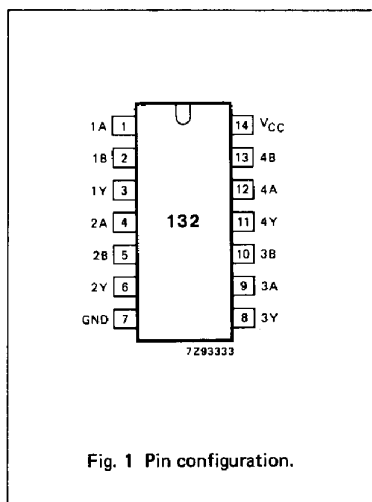 1A 1 14 VCC
1B 2 13 4B
1Y 3 12 4A
2A 4 132 11 4Y
2B 5 10 3B
2Y 6 9 3A
GND 7 8 3Y
7Z93333
Fig. 1 Pin configuration.